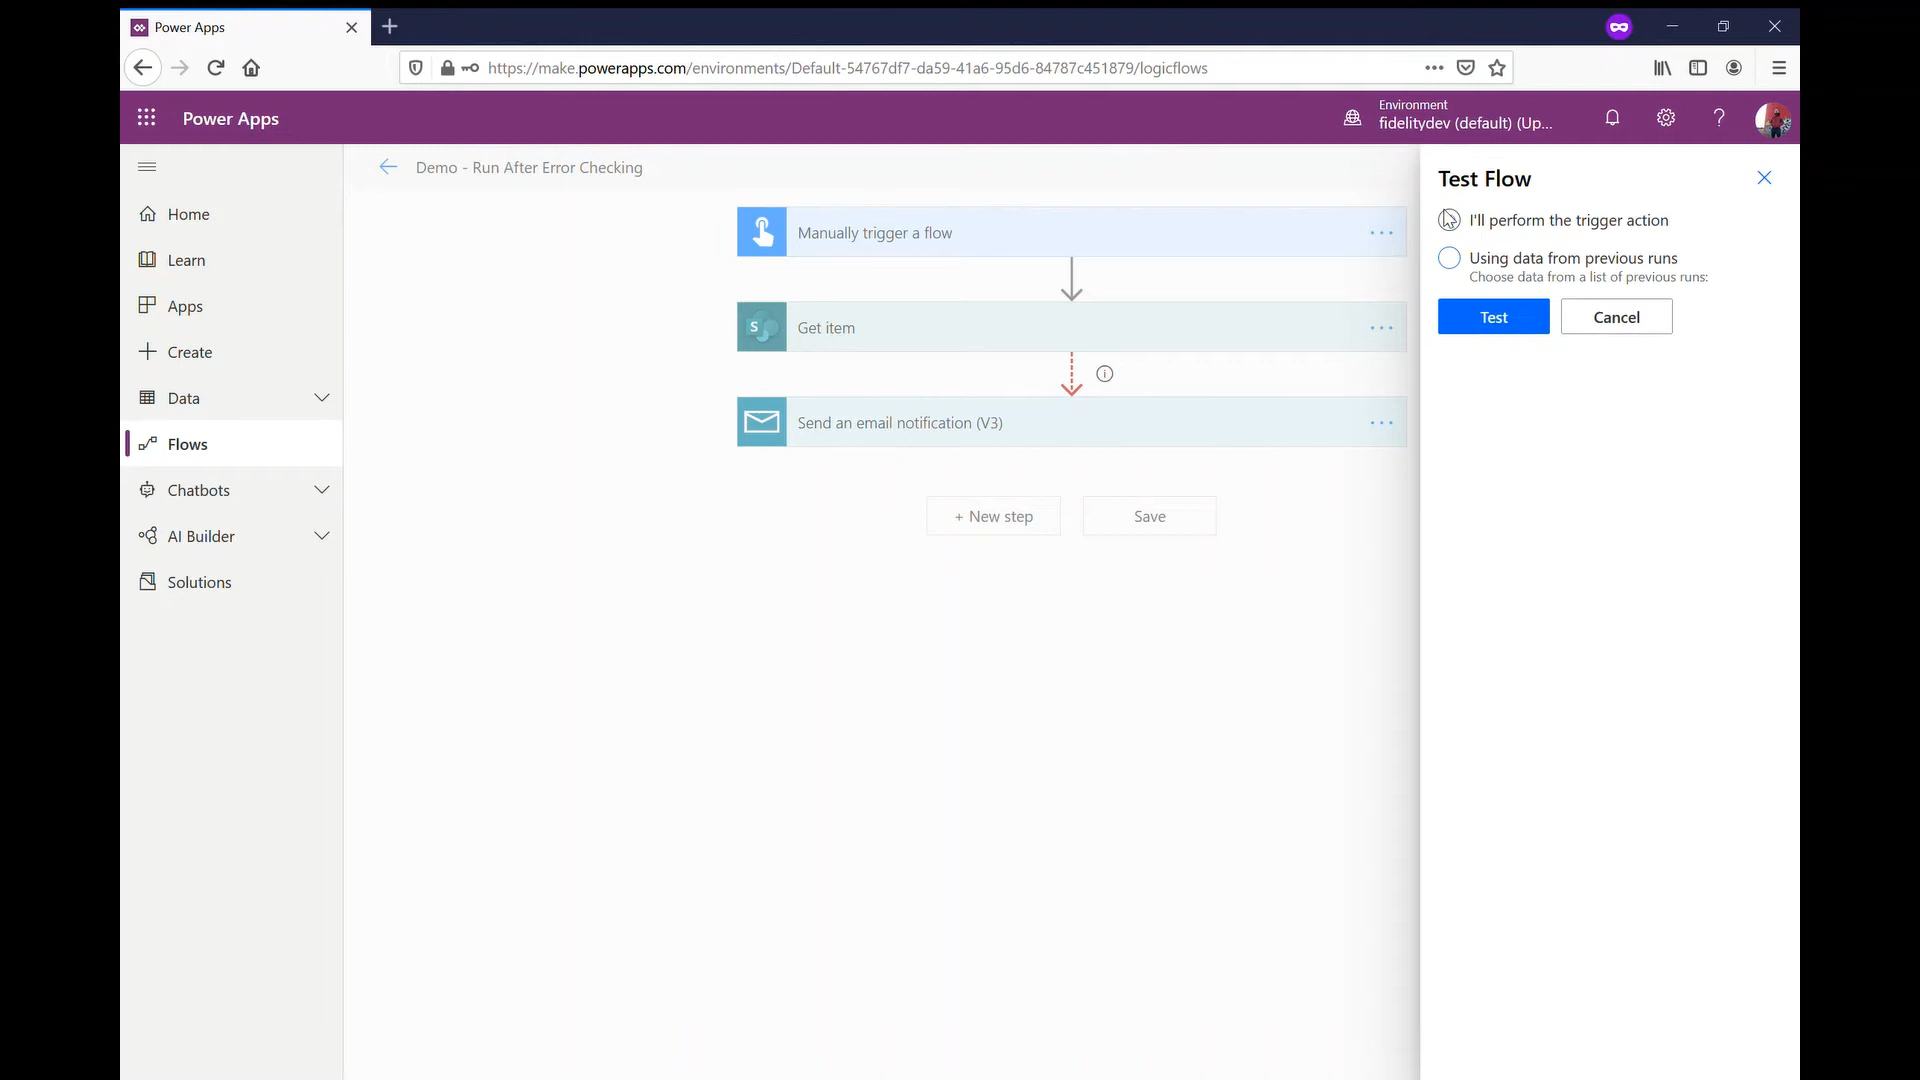 Power Apps
https://make.powerapps.com/environments/Default-54767df7-da59-41a6-95d6-84787c451879/logicflows
Power Apps
Environment
fidelitydev (default) (Up...
Demo - Run After Error Checking
Home
Learn
Apps
Create
Data
Flows
Chatbots
AI Builder
Solutions
Manually trigger a flow
S
Get item
Send an email notification (V3)
+ New step
Save
Test Flow
I'll perform the trigger action
Using data from previous runs
Choose data from a list of previous runs:
Test
Cancel